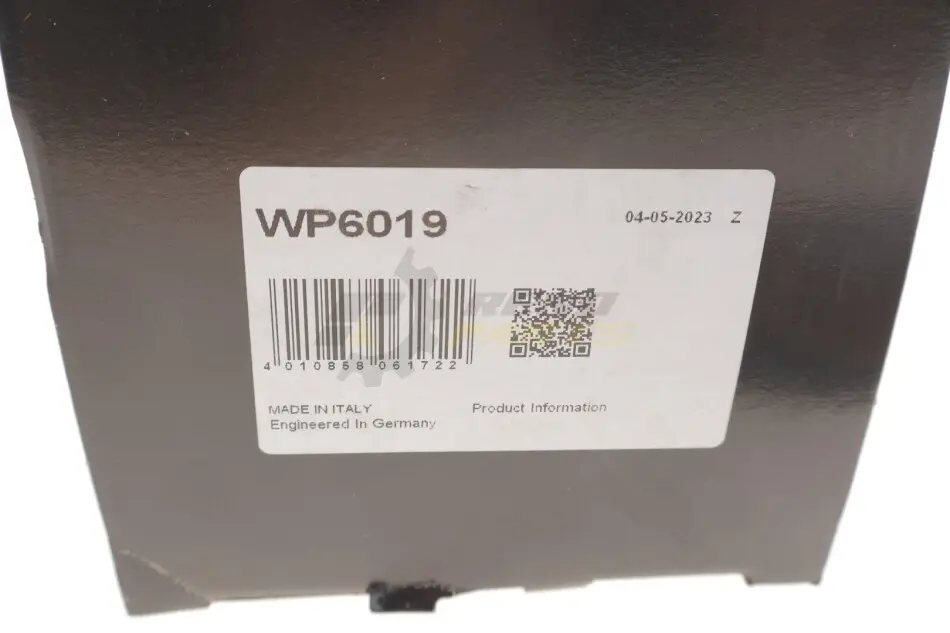 WP6019
04-05-2023 Z
4 010858 061722
MADE IN ITALY
Engineered In Germany
Product Information